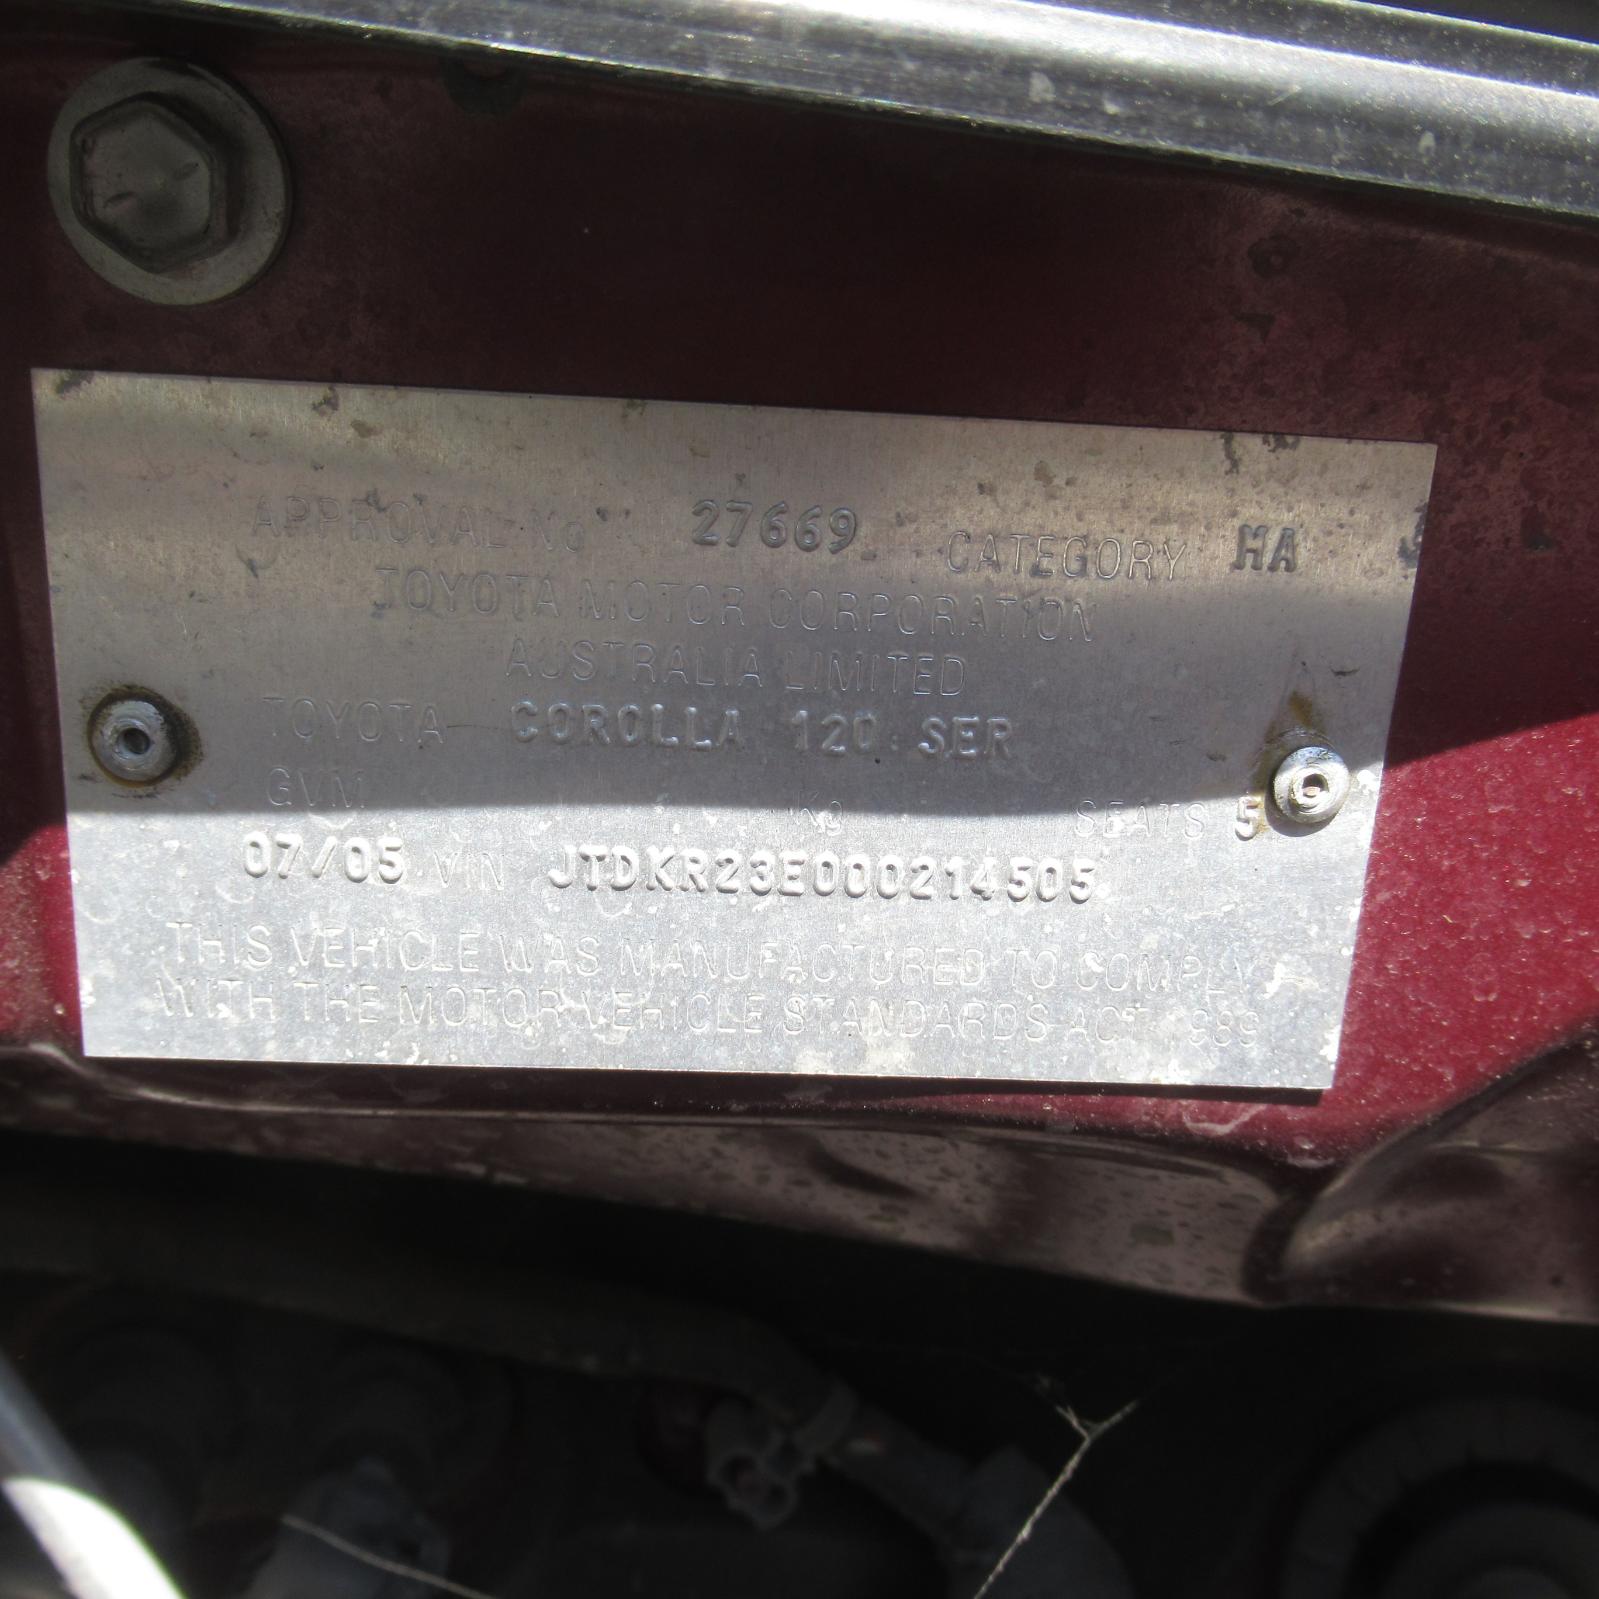 APPROVAL No 27669 CATEGORY MA
TOYOTA MOTOR CORPORATION
AUSTRALIA LIMITED
TOYOTA COROLLA 120 SER
GVM Kg SEATS 5
07/05 VIN JTDKR23E000214505
THIS VEHICLE WAS MANUFACTURED TO COMPLY
WITH THE MOTOR VEHICLE STANDARDS ACT 1989